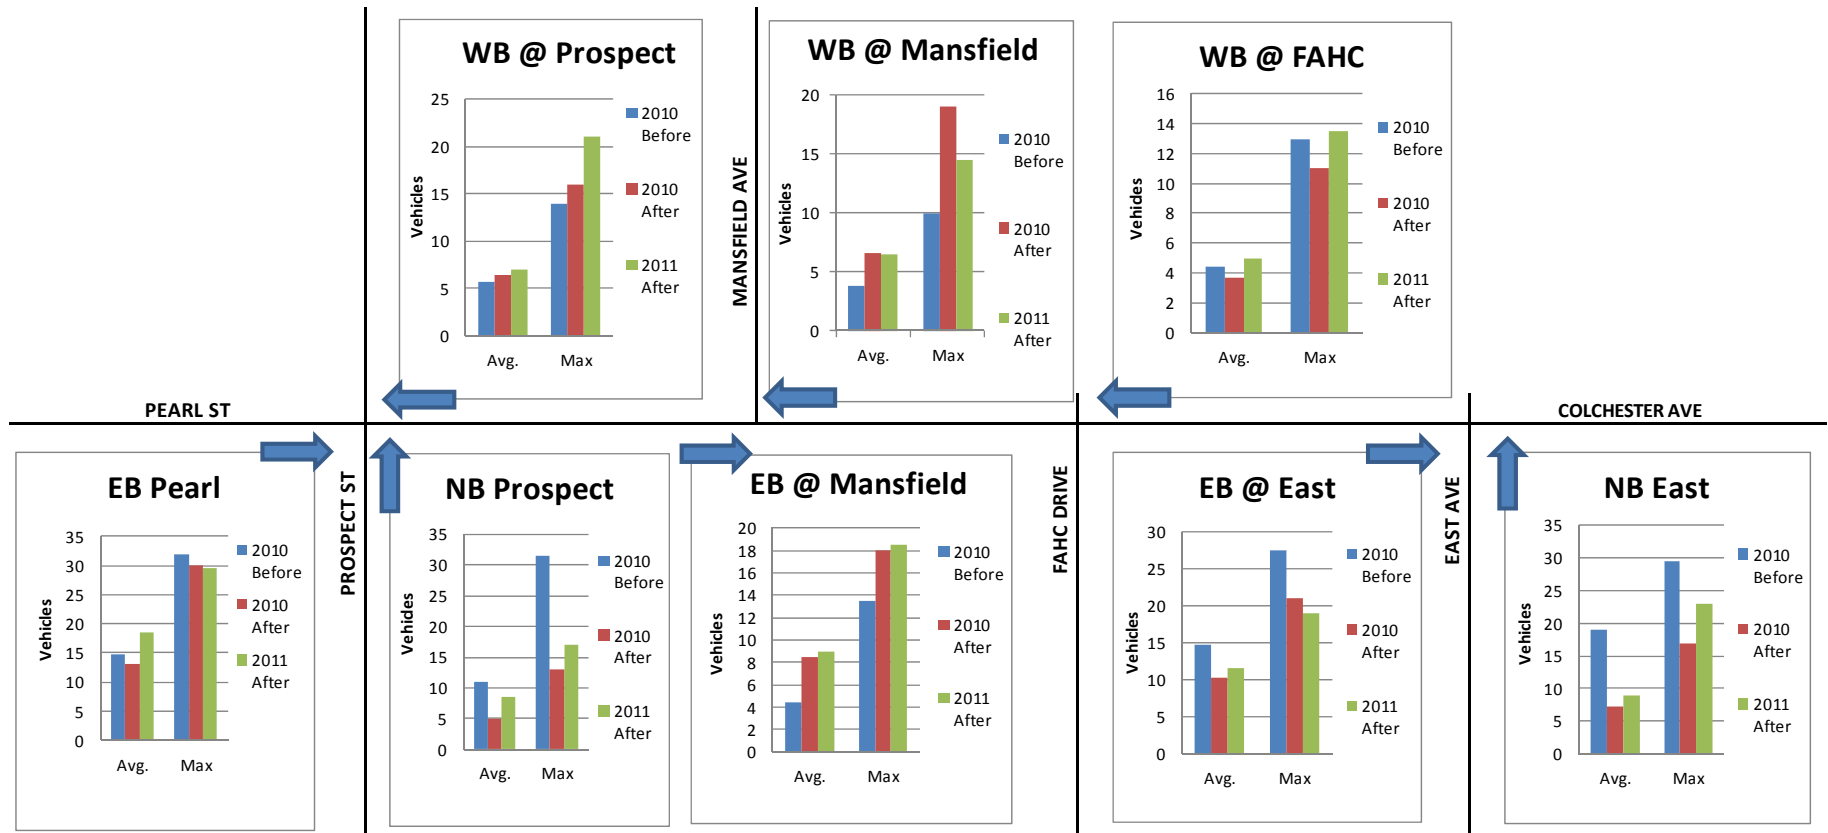 WB @ Prospect
25
20
15
10
5
0
Vehicles
Avg.
Max
2010
Before
2010
After
2011
After
MANSFIELD AVE
WB @ Mansfield
20
15
10
5
0
Vehicles
Avg.
Max
2010
Before
2010
After
2011
After
WB @ FAHC
16
14
12
10
8
6
4
2
0
Vehicles
Avg.
Max
2010
Before
2010
After
2011
After
PEARL ST
COLCHESTER AVE
EB Pearl
35
30
25
20
15
10
5
0
Vehicles
Avg.
Max
2010
Before
2010
After
2011
After
PROSPECT ST
NB Prospect
35
30
25
20
15
10
5
0
Vehicles
Avg.
Max
2010
Before
2010
After
2011
After
EB @ Mansfield
20
18
16
14
12
10
8
6
4
2
0
Vehicles
Avg.
Max
2010
Before
2010
After
2011
After
FAHC DRIVE
EB @ East
30
25
20
15
10
5
0
Vehicles
Avg.
Max
2010
Before
2010
After
2011
After
EAST AVE
NB East
35
30
25
20
15
10
5
0
Vehicles
Avg.
Max
2010
Before
2010
After
2011
After